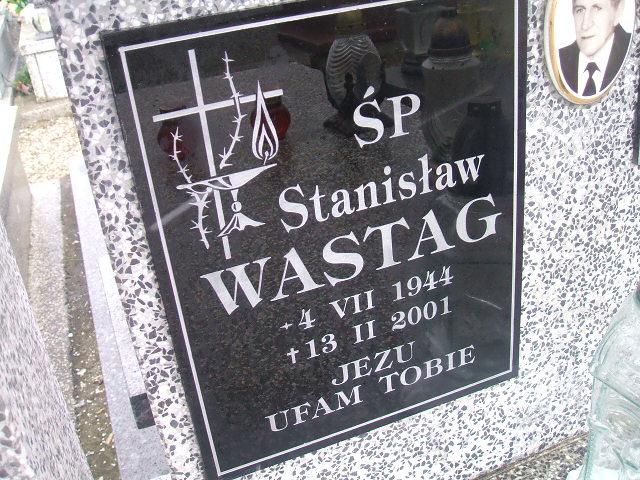 ŚP
Stanisław
WASTAG
* 4 VII 1944
† 13 II 2001
JEZU
UFAM TOBIE